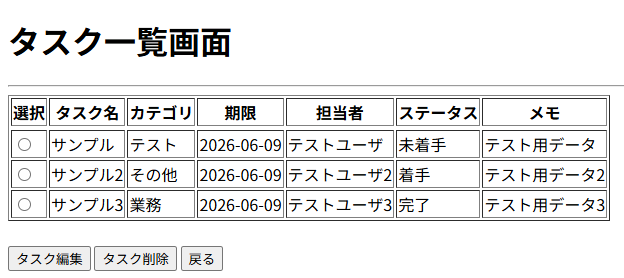 タスク一覧画面
選択 タスク名 カテゴリ 期限 担当者 ステータス メモ
サンプル テスト 2026-06-09 テストユーザ 未着手 テスト用データ
サンプル2 その他 2026-06-09 テストユーザ2 着手 テスト用データ2
サンプル3 業務 2026-06-09 テストユーザ3 完了 テスト用データ3
タスク編集 タスク削除 戻る